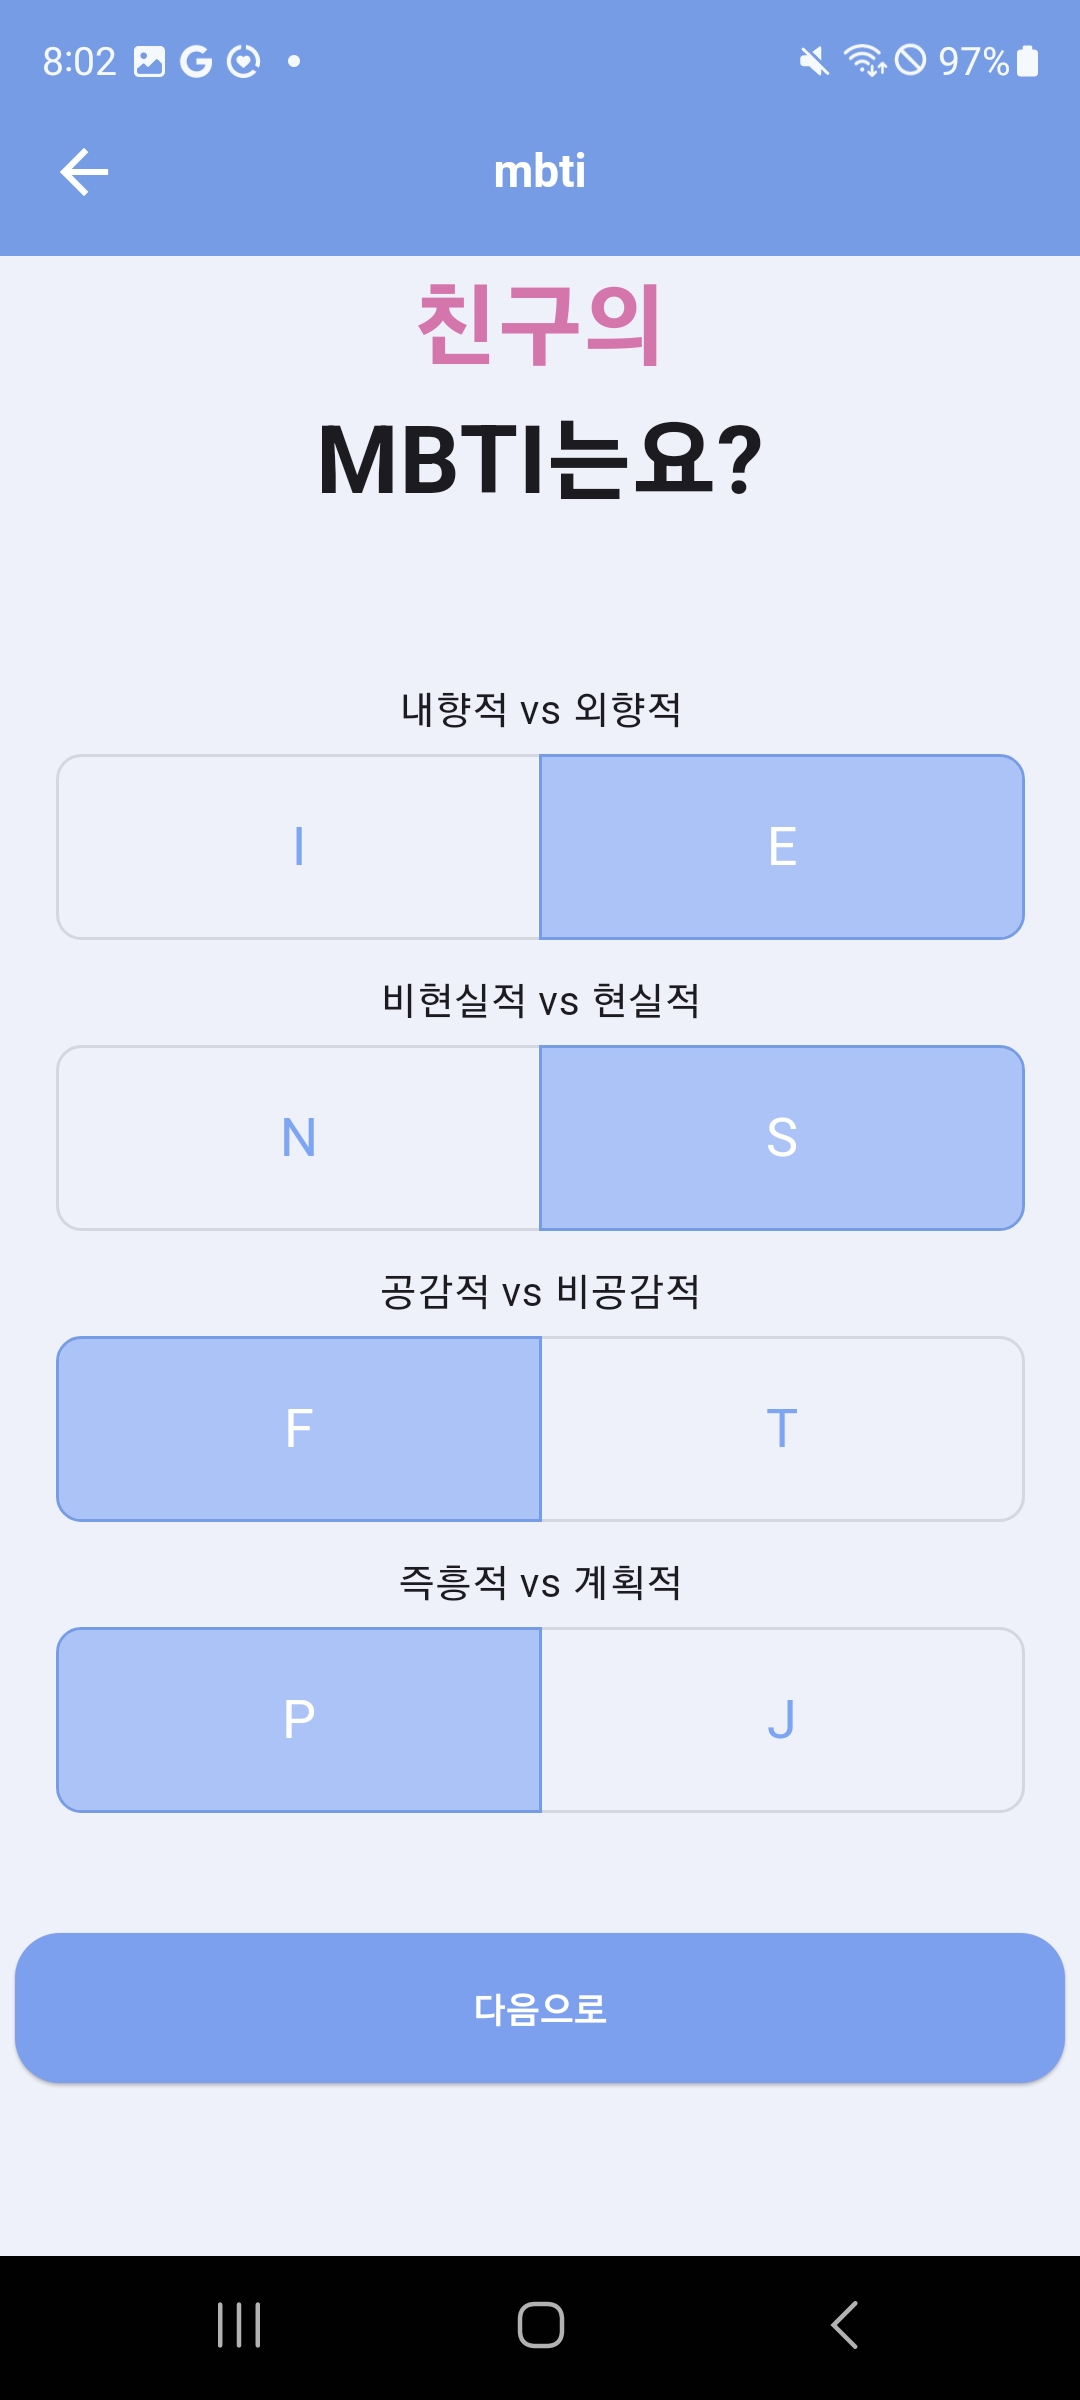 8:02 97%
mbti
친구의
MBTI는요?
내향적 vs 외향적
I E
비현실적 vs 현실적
N S
공감적 vs 비공감적
F T
즉흥적 vs 계획적
P J
다음으로